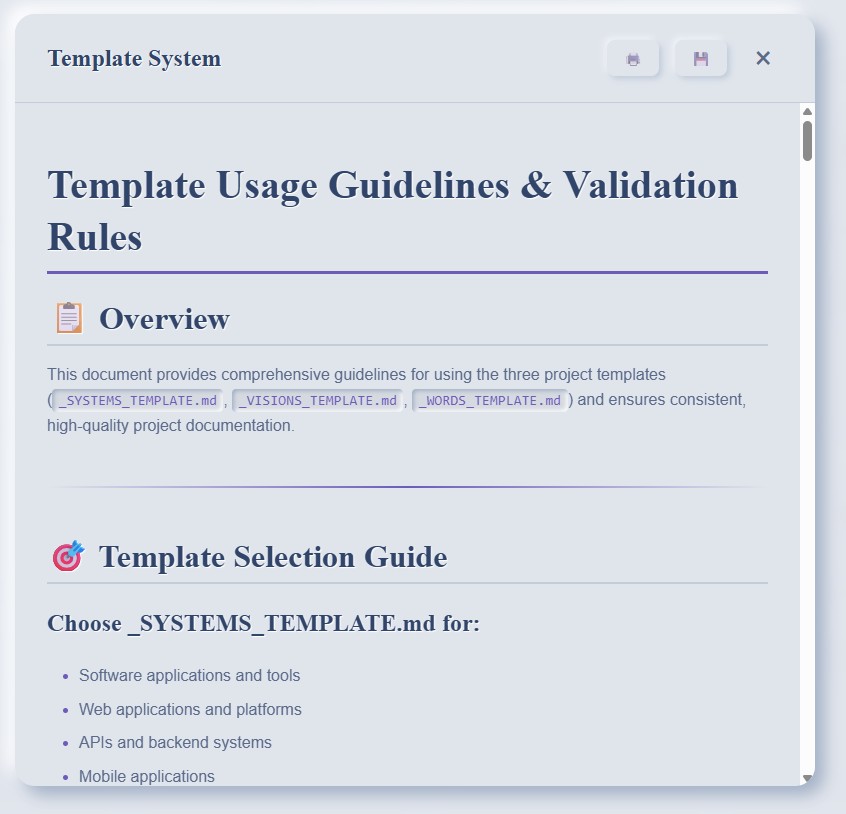 Template System
Template Usage Guidelines & Validation
Rules
Overview
This document provides comprehensive guidelines for using the three project templates
(_SYSTEMS_TEMPLATE.md, _VISIONS_TEMPLATE.md, _WORDS_TEMPLATE.md) and ensures consistent,
high-quality project documentation.
Template Selection Guide
Choose _SYSTEMS_TEMPLATE.md for:
• Software applications and tools
• Web applications and platforms
• APIs and backend systems
• Mobile applications